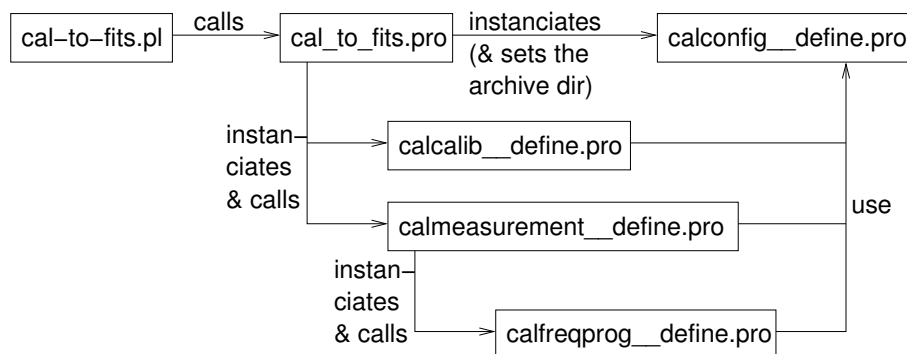 cal-to-fits.pl
calls
cal_to_fits.pro
instanciates
(& sets the
archive dir)
calconfig__define.pro
instan-
ciates
& calls
calcalib__define.pro
calmeasurement__define.pro
use
instan-
ciates
& calls
calfreqprog__define.pro